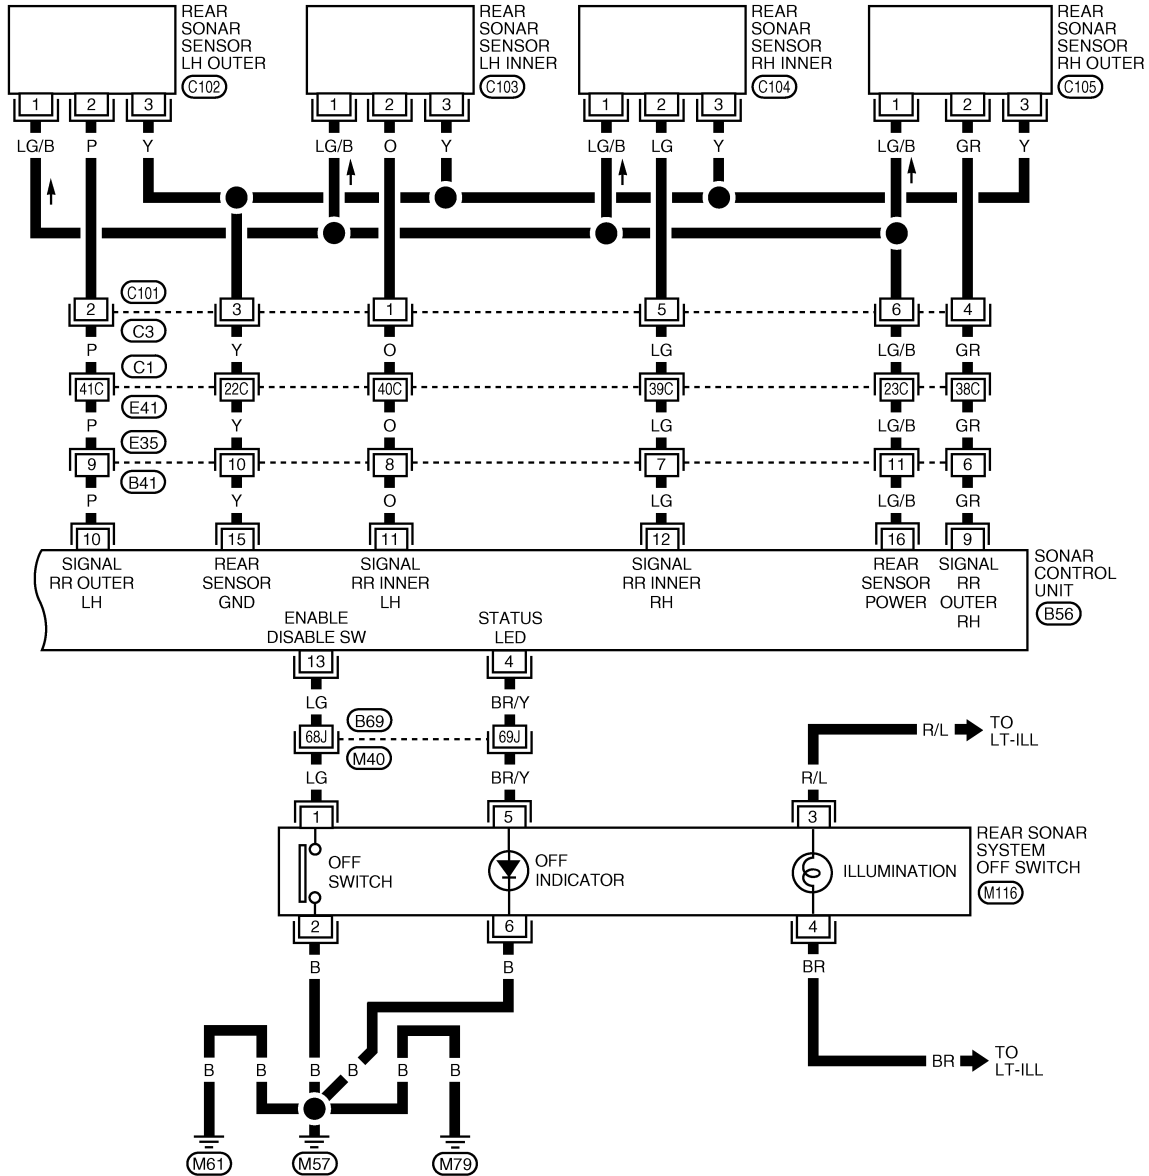 REAR
SONAR
SENSOR
LH OUTER
C102
REAR
SONAR
SENSOR
LH INNER
C103
REAR
SONAR
SENSOR
RH INNER
C104
REAR
SONAR
SENSOR
RH OUTER
C105
1 2 3 1 2 3 1 2 3 1 2 3
LG/B P Y LG/B O Y LG/B LG Y LG/B GR Y
C101
2 3 1 5 6 4
C3
P Y O LG LG/B GR
C1
41C 22C 40C 39C 23C 38C
E41
P Y O LG LG/B GR
E35
9 10 8 7 11 6
B41
P Y O LG LG/B GR
10 15 11 12 16 9
SIGNAL
RR OUTER
LH
REAR
SENSOR
GND
SIGNAL
RR INNER
LH
SIGNAL
RR INNER
RH
REAR
SENSOR
POWER
SIGNAL
RR
OUTER
RH
SONAR
CONTROL
UNIT
B56
ENABLE
DISABLE SW
STATUS
LED
13 4
LG BR/Y
B69
68J 69J
M40
LG BR/Y
R/L
TO
LT-ILL
R/L
1 5 3
OFF
SWITCH
OFF
INDICATOR
ILLUMINATION
REAR SONAR
SYSTEM
OFF SWITCH
M116
2 6 4
B B BR
B B B B B B
BR
TO
LT-ILL
M61 M57 M79